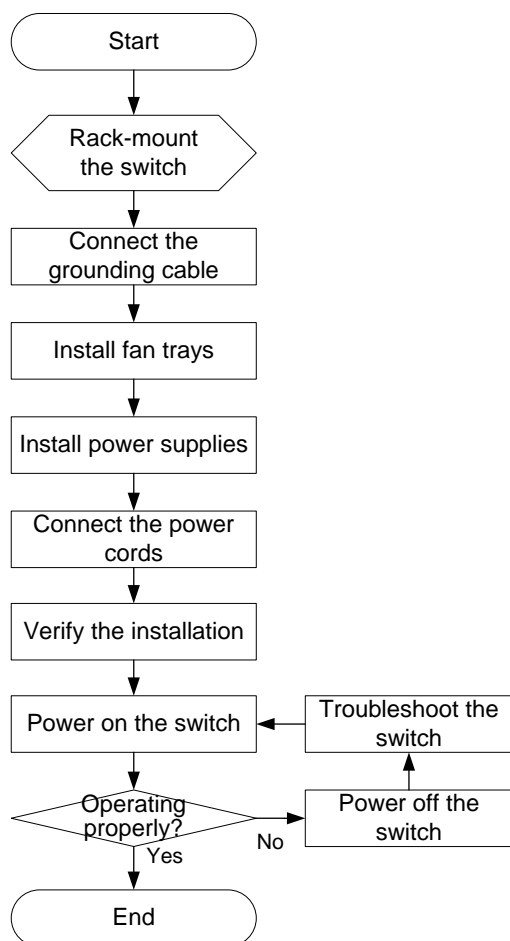 Start
Rack-mount
the switch
Connect the
grounding cable
Install fan trays
Install power supplies
Connect the power
cords
Verify the installation
Power on the switch
Troubleshoot the
switch
Operating
properly?
Yes
No
Power off the
switch
End